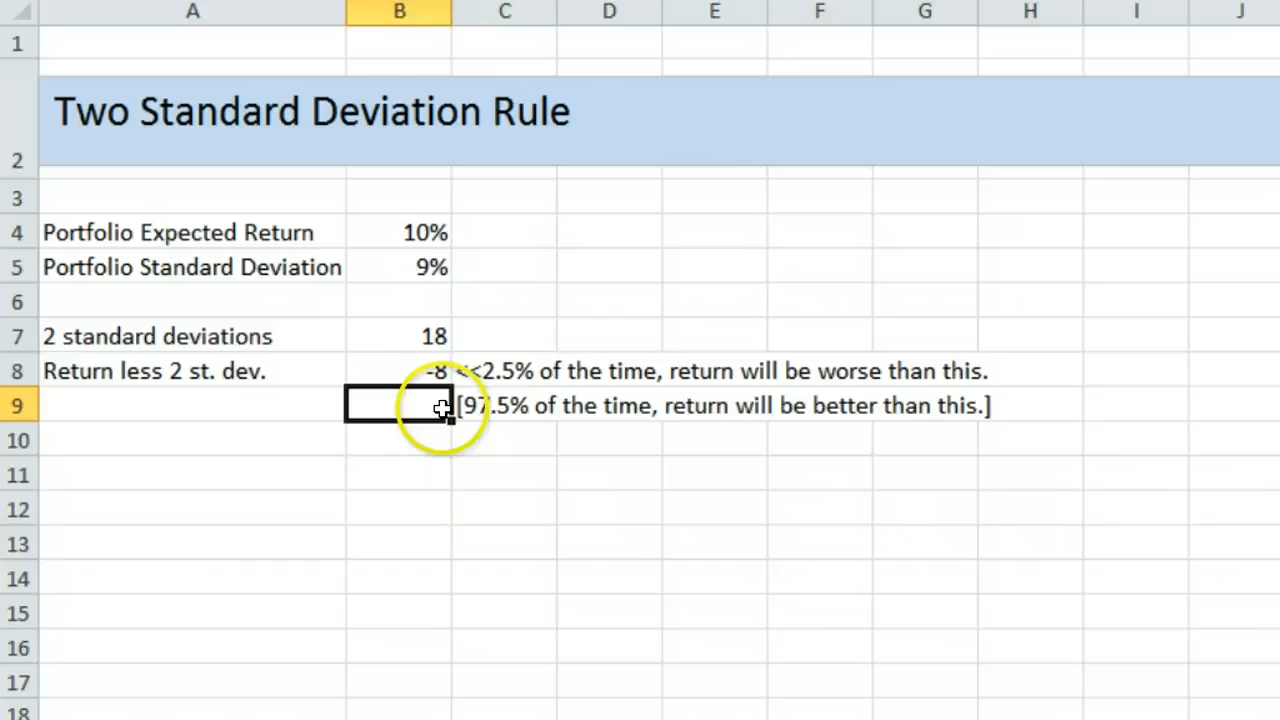 A B C D E F G H I J
1
2 Two Standard Deviation Rule
3
4 Portfolio Expected Return 10%
5 Portfolio Standard Deviation 9%
6
7 2 standard deviations 18
8 Return less 2 st. dev. -8 <<2.5% of the time, return will be worse than this.
9 [97.5% of the time, return will be better than this.]
10
11
12
13
14
15
16
17
18